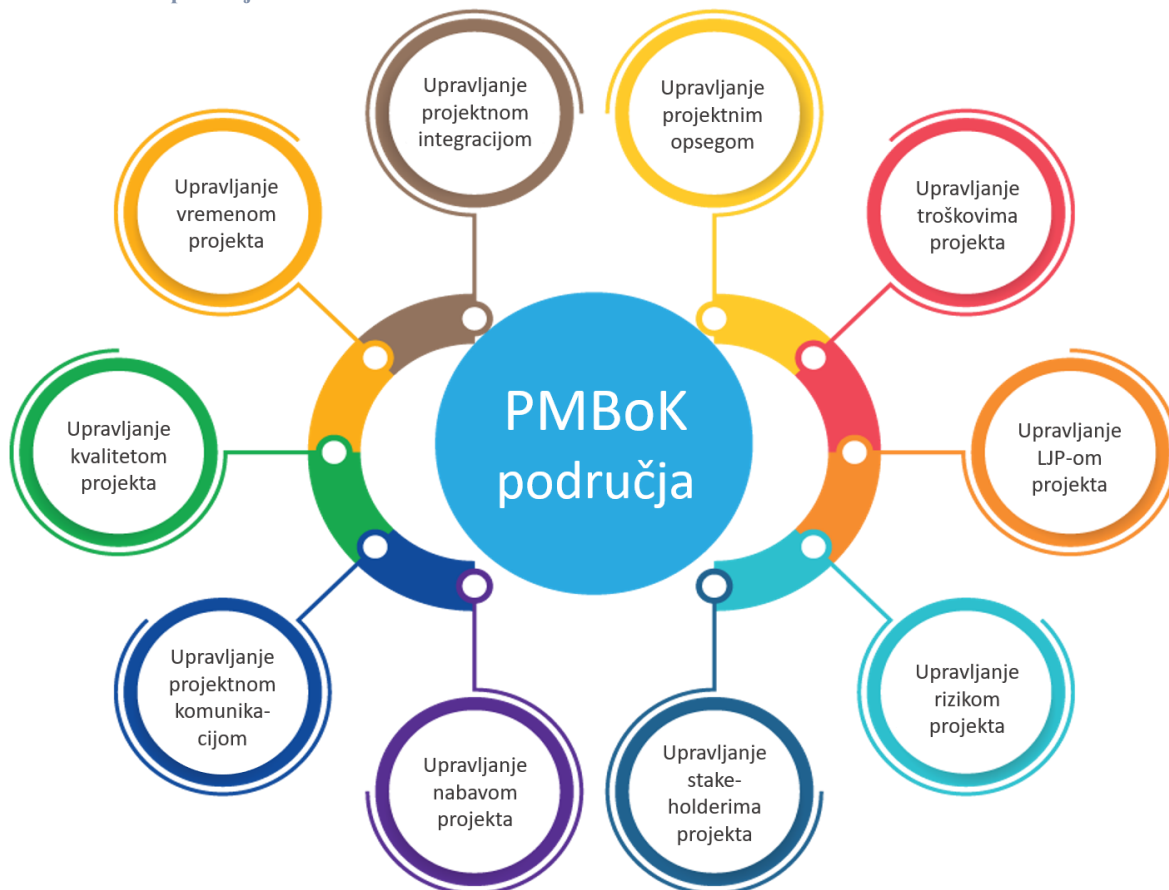 Upravljanje
projektnom
integracijom
Upravljanje
projektnim
opsegom
Upravljanje
vremenom
projekta
Upravljanje
troškovima
projekta
PMBoK
područja
Upravljanje
kvalitetom
projekta
Upravljanje
LJP-om
projekta
Upravljanje
projektnom
komunika-
cijom
Upravljanje
rizikom
projekta
Upravljanje
nabavom
projekta
Upravljanje
stake-
holderima
projekta